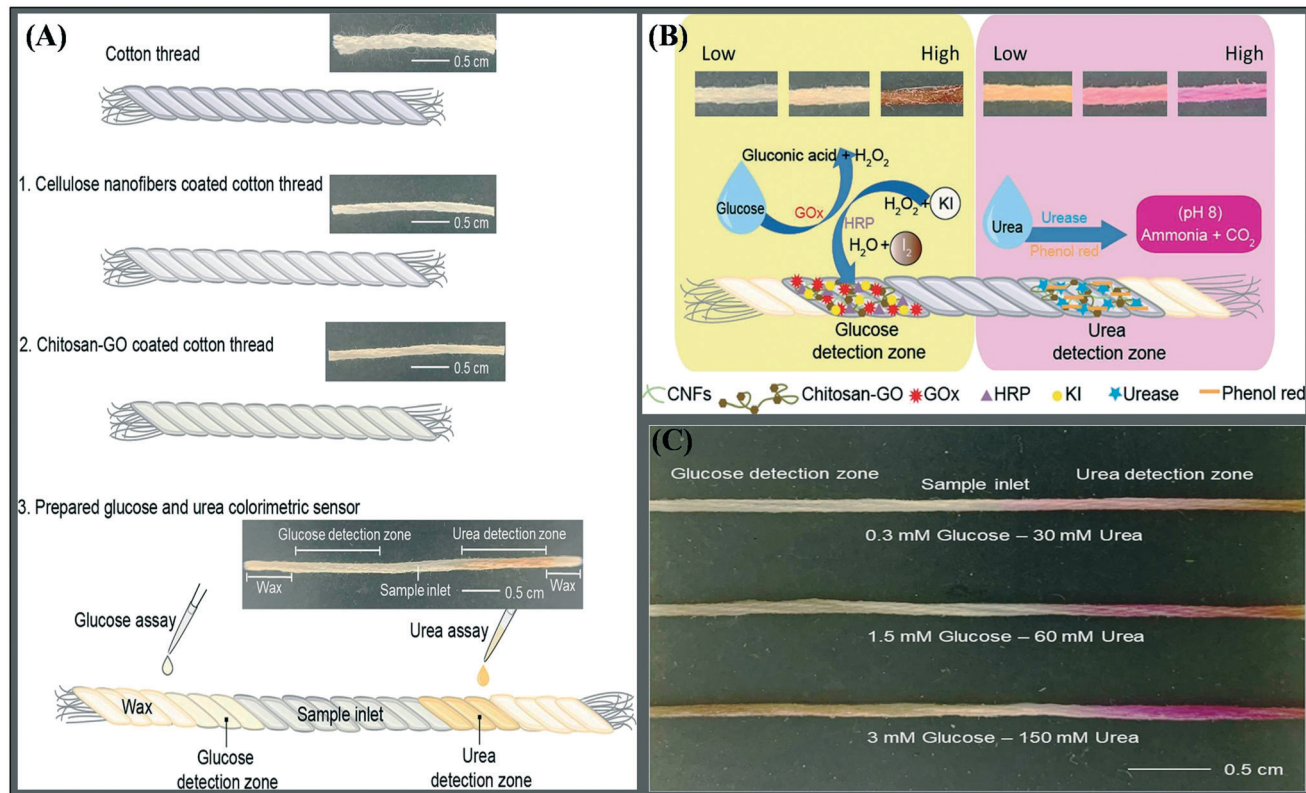 (A)
Cotton thread
0.5 cm
1. Cellulose nanofibers coated cotton thread
0.5 cm
2. Chitosan-GO coated cotton thread
0.5 cm
3. Prepared glucose and urea colorimetric sensor
Glucose detection zone
Urea detection zone
Wax
Sample inlet
0.5 cm
Wax
Glucose assay
Urea assay
Wax
Sample inlet
Glucose
detection zone
Urea
detection zone
(B)
Low
High
Low
High
Gluconic acid + H₂O₂
Glucose
GOx
HRP
H₂O₂ + KI
H₂O + I₂
Urea
Urease
Phenol red
(pH 8)
Ammonia + CO₂
Glucose
detection zone
Urea
detection zone
CNFs Chitosan-GO GOx HRP KI Urease Phenol red
(C)
Glucose detection zone
Sample inlet
Urea detection zone
0.3 mM Glucose – 30 mM Urea
1.5 mM Glucose – 60 mM Urea
3 mM Glucose – 150 mM Urea
0.5 cm